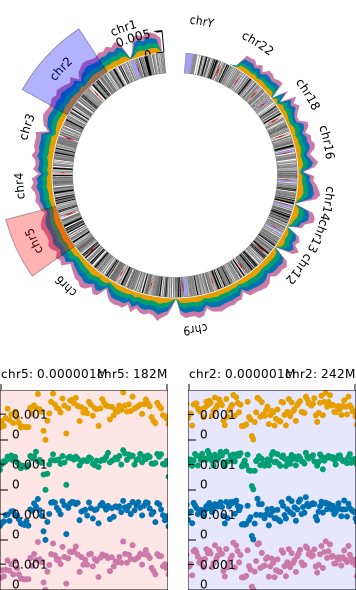 chrY
chr1
0.005
0
chr22
chr2
chr18
chr3
chr16
chr4
chr14
chr13
chr5
chr12
chr6
chr9
chr5: 0.000001M
chr5: 182M
chr2: 0.000001M
chr2: 242M
0.001
0
0.001
0
0.001
0
0.001
0
0.001
0
0.001
0
0.001
0
0.001
0